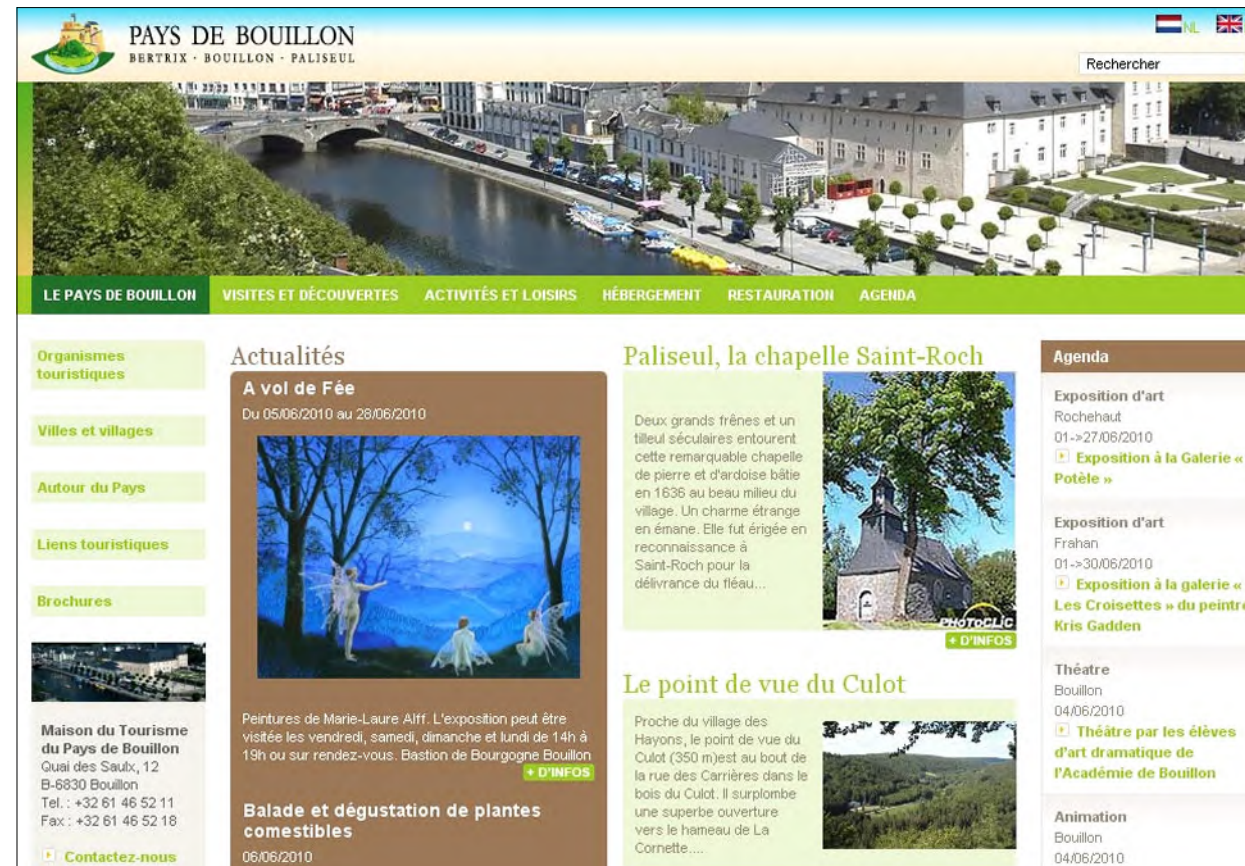 PAYS DE BOUILLON
BERTRIX · BOUILLON · PALISEUL
NL
Rechercher
LE PAYS DE BOUILLON
VISITES ET DÉCOUVERTES
ACTIVITÉS ET LOISIRS
HÉBERGEMENT
RESTAURATION
AGENDA
Organismes
touristiques
Villes et villages
Autour du Pays
Liens touristiques
Brochures
Maison du Tourisme
du Pays de Bouillon
Quai des Saulx, 12
B-6830 Bouillon
Tel. : +32 61 46 52 11
Fax : +32 61 46 52 18
Contactez-nous
Actualités
A vol de Fée
Du 05/06/2010 au 28/06/2010
Peintures de Marie-Laure Alff. L'exposition peut être
visitée les vendredi, samedi, dimanche et lundi de 14h à
19h ou sur rendez-vous. Bastion de Bourgogne Bouillon
+ D'INFOS
Balade et dégustation de plantes
comestibles
06/06/2010
Paliseul, la chapelle Saint-Roch
Deux grands frênes et un
tilleul séculaires entourent
cette remarquable chapelle
de pierre et d'ardoise bâtie
en 1636 au beau milieu du
village. Un charme étrange
en émane. Elle fut érigée en
reconnaissance à
Saint-Roch pour la
délivrance du fléau...
PHOTOCLIC
+ D'INFOS
Le point de vue du Culot
Proche du village des
Hayons, le point de vue du
Culot (350 m)est au bout de
la rue des Carrières dans le
bois du Culot. Il surplombe
une superbe ouverture
vers le hameau de La
Cornette....
Agenda
Exposition d'art
Rochehaut
01->27/06/2010
Exposition à la Galerie «
Potèle »
Exposition d'art
Frahan
01->30/06/2010
Exposition à la galerie «
Les Croisettes » du peintre
Kris Gadden
Théatre
Bouillon
04/06/2010
Théâtre par les élèves
d'art dramatique de
l'Académie de Bouillon
Animation
Bouillon
04/06/2010